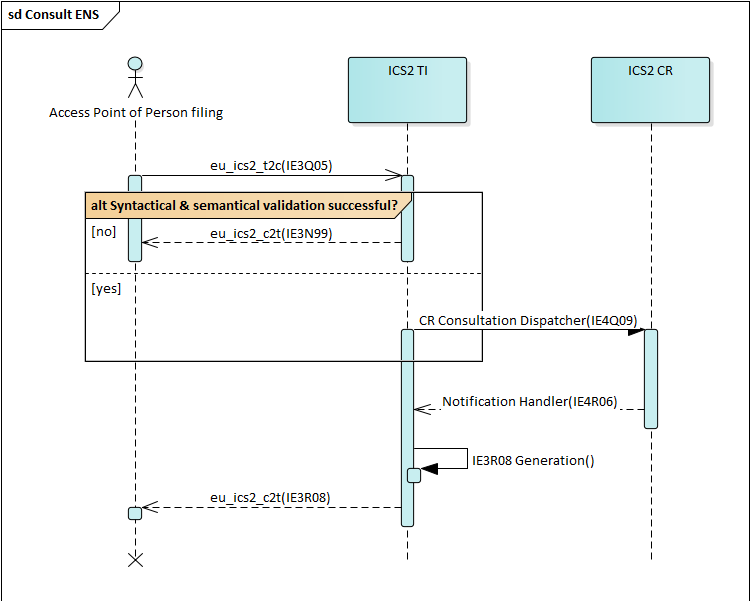 sd Consult ENS
Access Point of Person filing
ICS2 TI
ICS2 CR
eu_ics2_t2c(IE3Q05)
alt Syntactical & semantical validation successful?
[no]
eu_ics2_c2t(IE3N99)
[yes]
CR Consultation Dispatcher(IE4Q09)
Notification Handler(IE4R06)
IE3R08 Generation()
eu_ics2_c2t(IE3R08)